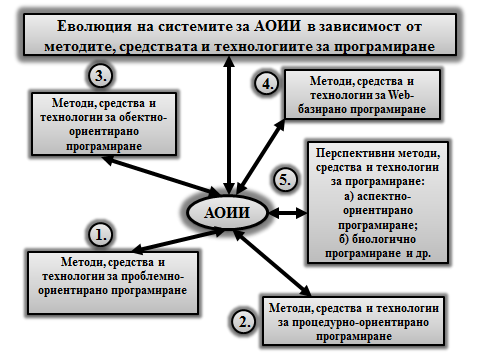 Еволюция на системите за АОИИ в зависимост от
методите, средствата и технологиите за програмиране
3.
Методи, средства и
технологии за обектно-
ориентирано
програмиране
4.
Методи, средства и
технологии за Web-
базирано програмиране
5.
Перспективни методи,
средства и технологии
за програмиране:
а) аспектно-
ориентирано
програмиране;
б) биологично
програмиране и др.
АОИИ
1.
Методи, средства и
технологии за проблемно-
ориентирано програмиране
2.
Методи, средства и технологии
за процедурно-ориентирано
програмиране